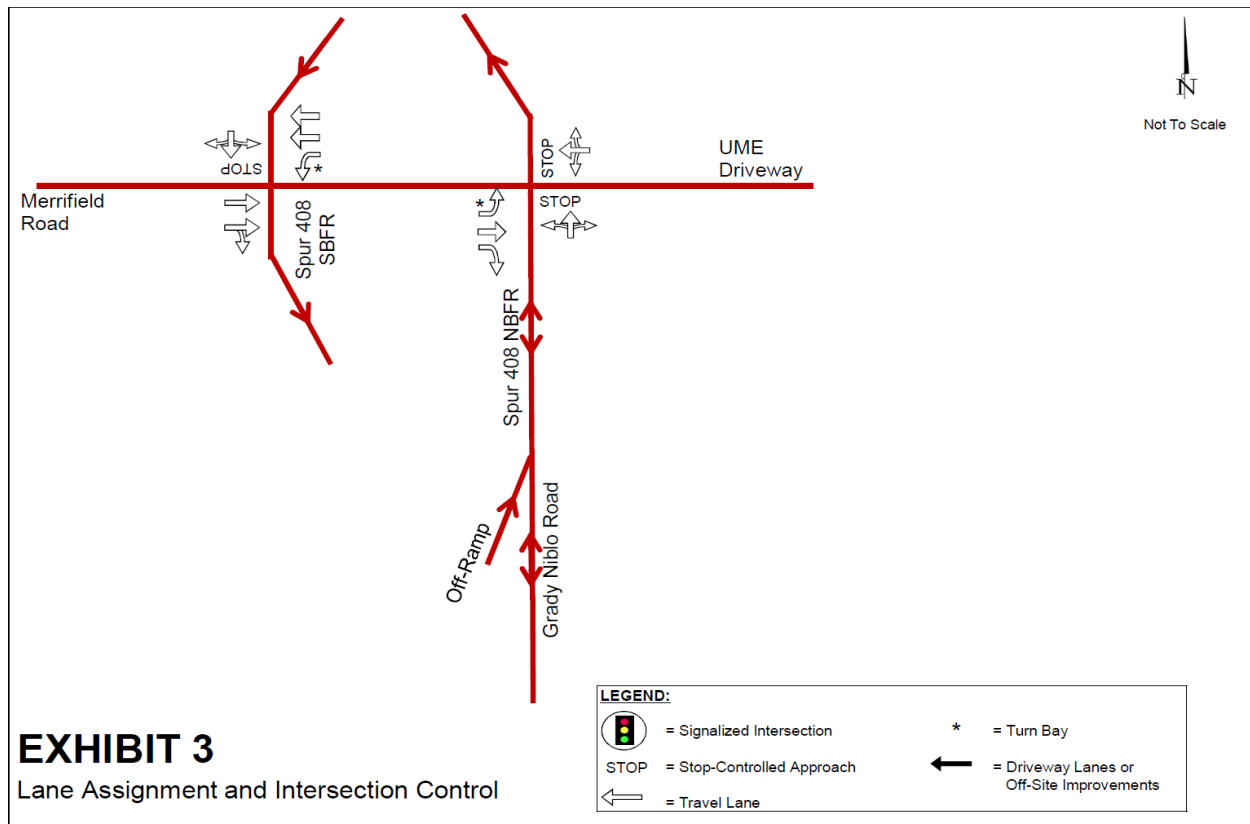 N
Not To Scale
UME
Driveway
STOP
STOP
*
Merrifield
Road
Spur 408
SBFR
*
STOP
STOP
Spur 408 NBFR
Off-Ramp
Grady Niblo Road
LEGEND:
= Signalized Intersection
* = Turn Bay
STOP = Stop-Controlled Approach
= Driveway Lanes or
Off-Site Improvements
= Travel Lane
EXHIBIT 3
Lane Assignment and Intersection Control